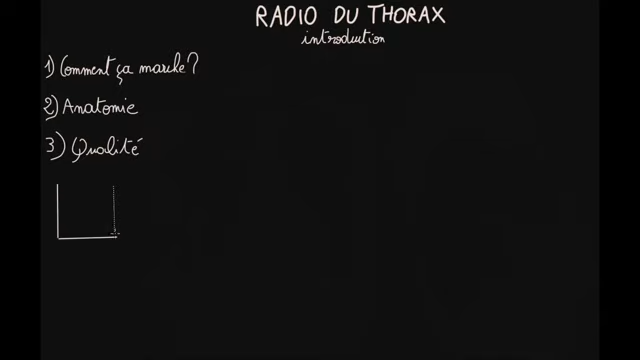 RADIO DU THORAX
introduction
1) Comment ça marche?
2) Anatomie
3) Qualité